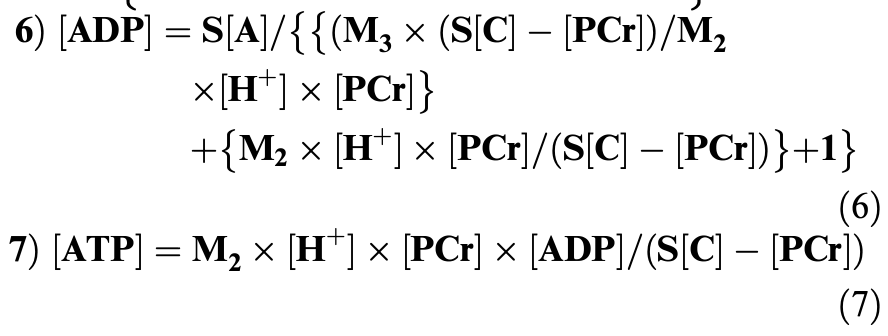 6) [ADP] = S[A]/{{(M₃ × (S[C] − [PCr])/M₂
×[H⁺] × [PCr]}
+{M₂ × [H⁺] × [PCr]/(S[C] − [PCr])}+1}
(6)
7) [ATP] = M₂ × [H⁺] × [PCr] × [ADP]/(S[C] − [PCr])
(7)